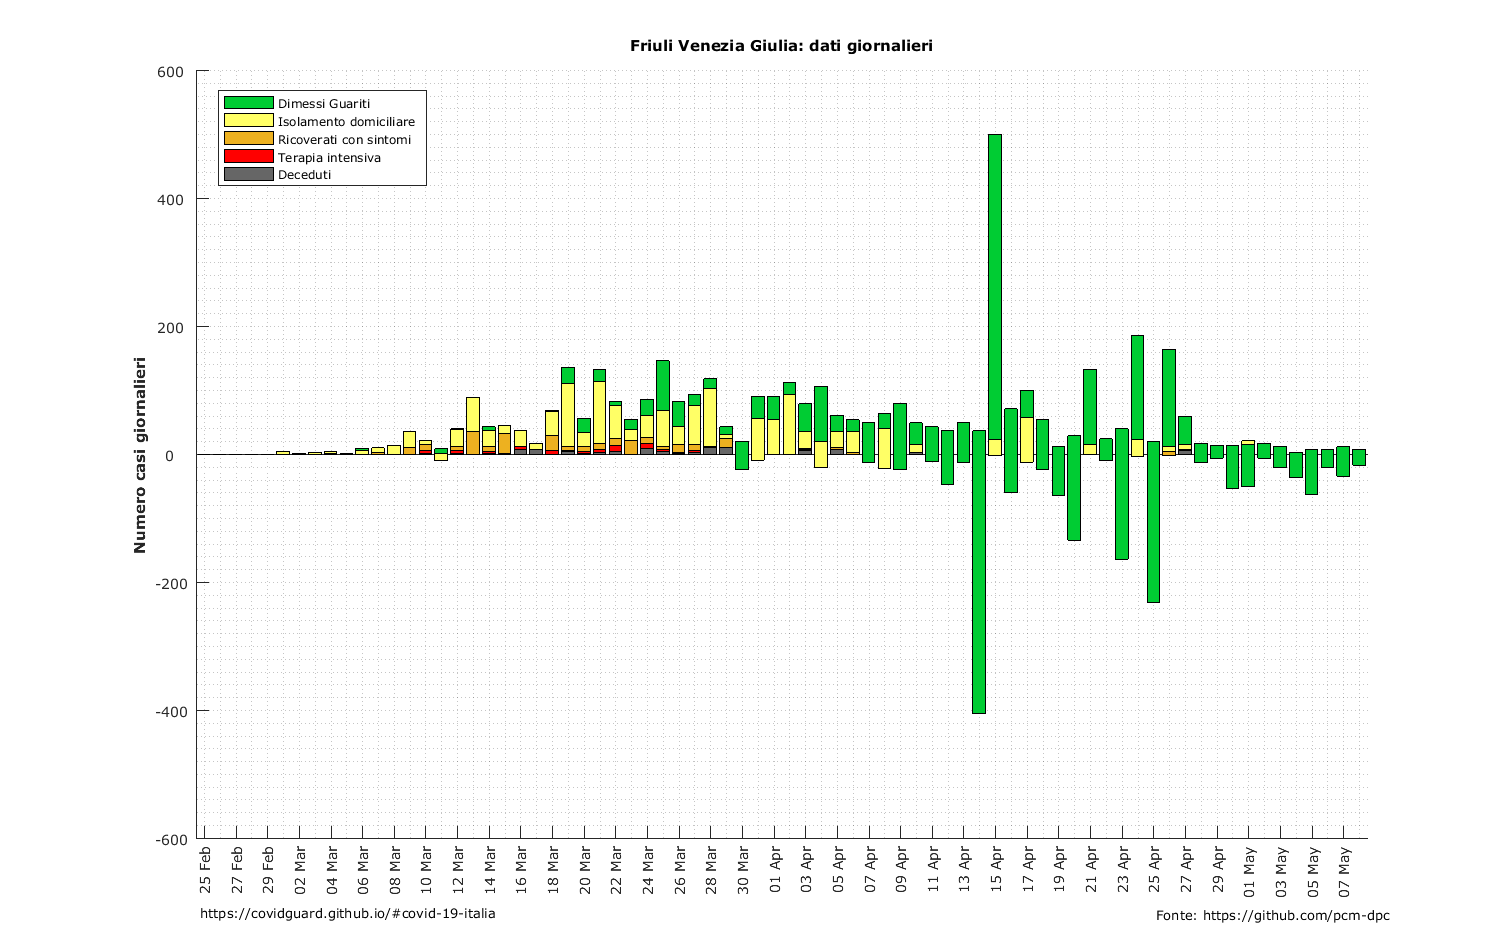 Friuli Venezia Giulia: dati giornalieri
600
400
200
0
-200
-400
-600
Numero casi giornalieri
Dimessi Guariti
Isolamento domiciliare
Ricoverati con sintomi
Terapia intensiva
Deceduti
25 Feb
27 Feb
29 Feb
02 Mar
04 Mar
06 Mar
08 Mar
10 Mar
12 Mar
14 Mar
16 Mar
18 Mar
20 Mar
22 Mar
24 Mar
26 Mar
28 Mar
30 Mar
01 Apr
03 Apr
05 Apr
07 Apr
09 Apr
11 Apr
13 Apr
15 Apr
17 Apr
19 Apr
21 Apr
23 Apr
25 Apr
27 Apr
29 Apr
01 May
03 May
05 May
07 May
https://covidguard.github.io/#covid-19-italia
Fonte: https://github.com/pcm-dpc